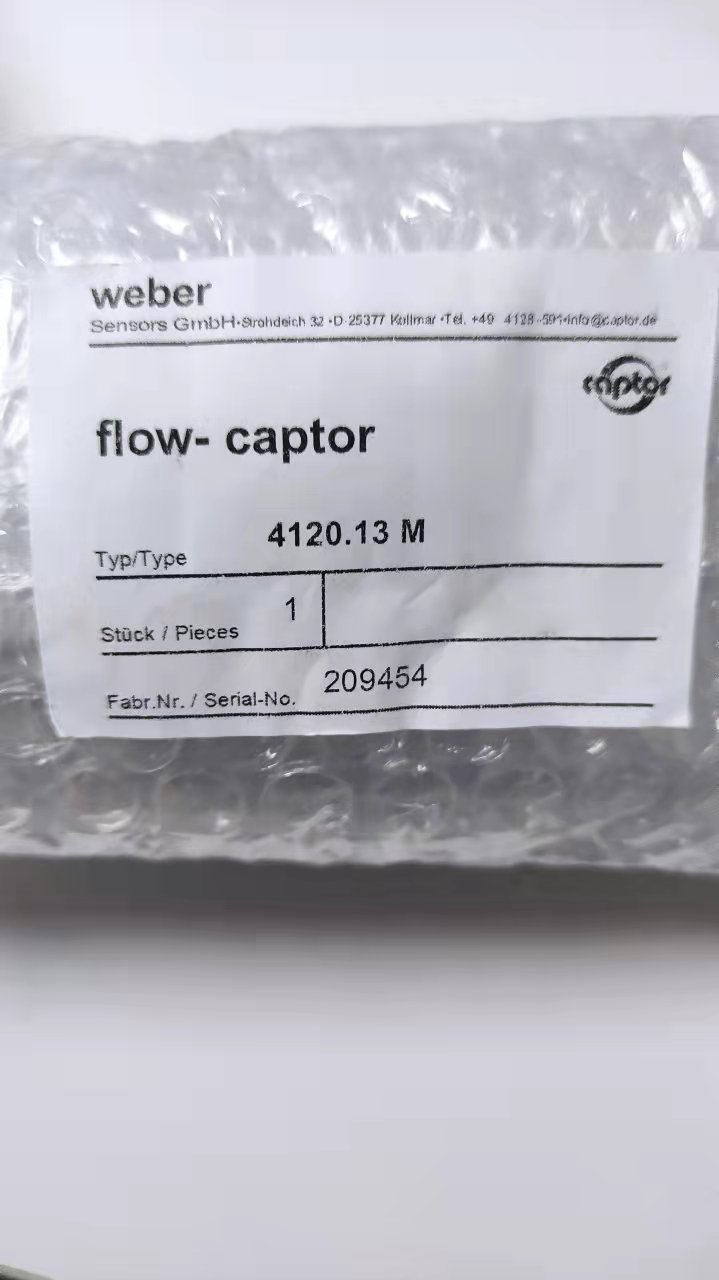 weber
Sensors GmbH•Strohdeich 32 •D-25377 Kollmar •Tel. +49 4128 -591•info@captor.de
captor
flow- captor
4120.13 M
Typ/Type
1
Stück / Pieces
209454
Fabr.Nr. / Serial-No.